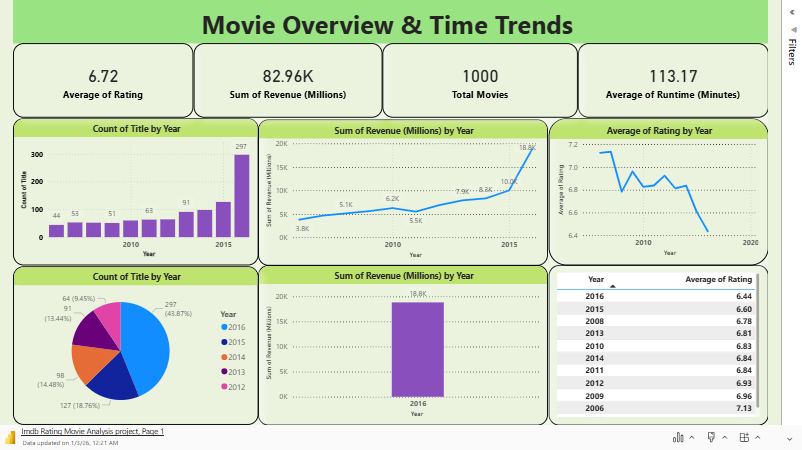 Movie Overview & Time Trends
6.72
Average of Rating
82.96K
Sum of Revenue (Millions)
1000
Total Movies
113.17
Average of Runtime (Minutes)
Filters
Count of Title by Year
Count of Title
300
200
100
0
44
53
51
63
91
297
2010
2015
Year
Sum of Revenue (Millions) by Year
Sum of Revenue (Millions)
20K
15K
10K
5K
0K
3.8K
5.1K
6.2K
5.5K
7.9K
8.3K
10.0K
18.8K
2010
2015
Year
Average of Rating by Year
Average of Rating
7.2
7.0
6.8
6.6
6.4
2010
2020
Year
Count of Title by Year
64 (9.45%)
91
(13.44%)
98
(14.48%)
127 (18.76%)
297
(43.87%)
Year
2016
2015
2014
2013
2012
Sum of Revenue (Millions) by Year
Sum of Revenue (Millions)
20K
15K
10K
5K
0K
18.8K
2016
Year
Year Average of Rating
2016 6.44
2015 6.60
2008 6.78
2013 6.81
2010 6.83
2014 6.84
2011 6.84
2012 6.93
2009 6.96
2006 7.13
Imdb Rating Movie Analysis project, Page 1
Data updated on 1/3/26, 12:21 AM